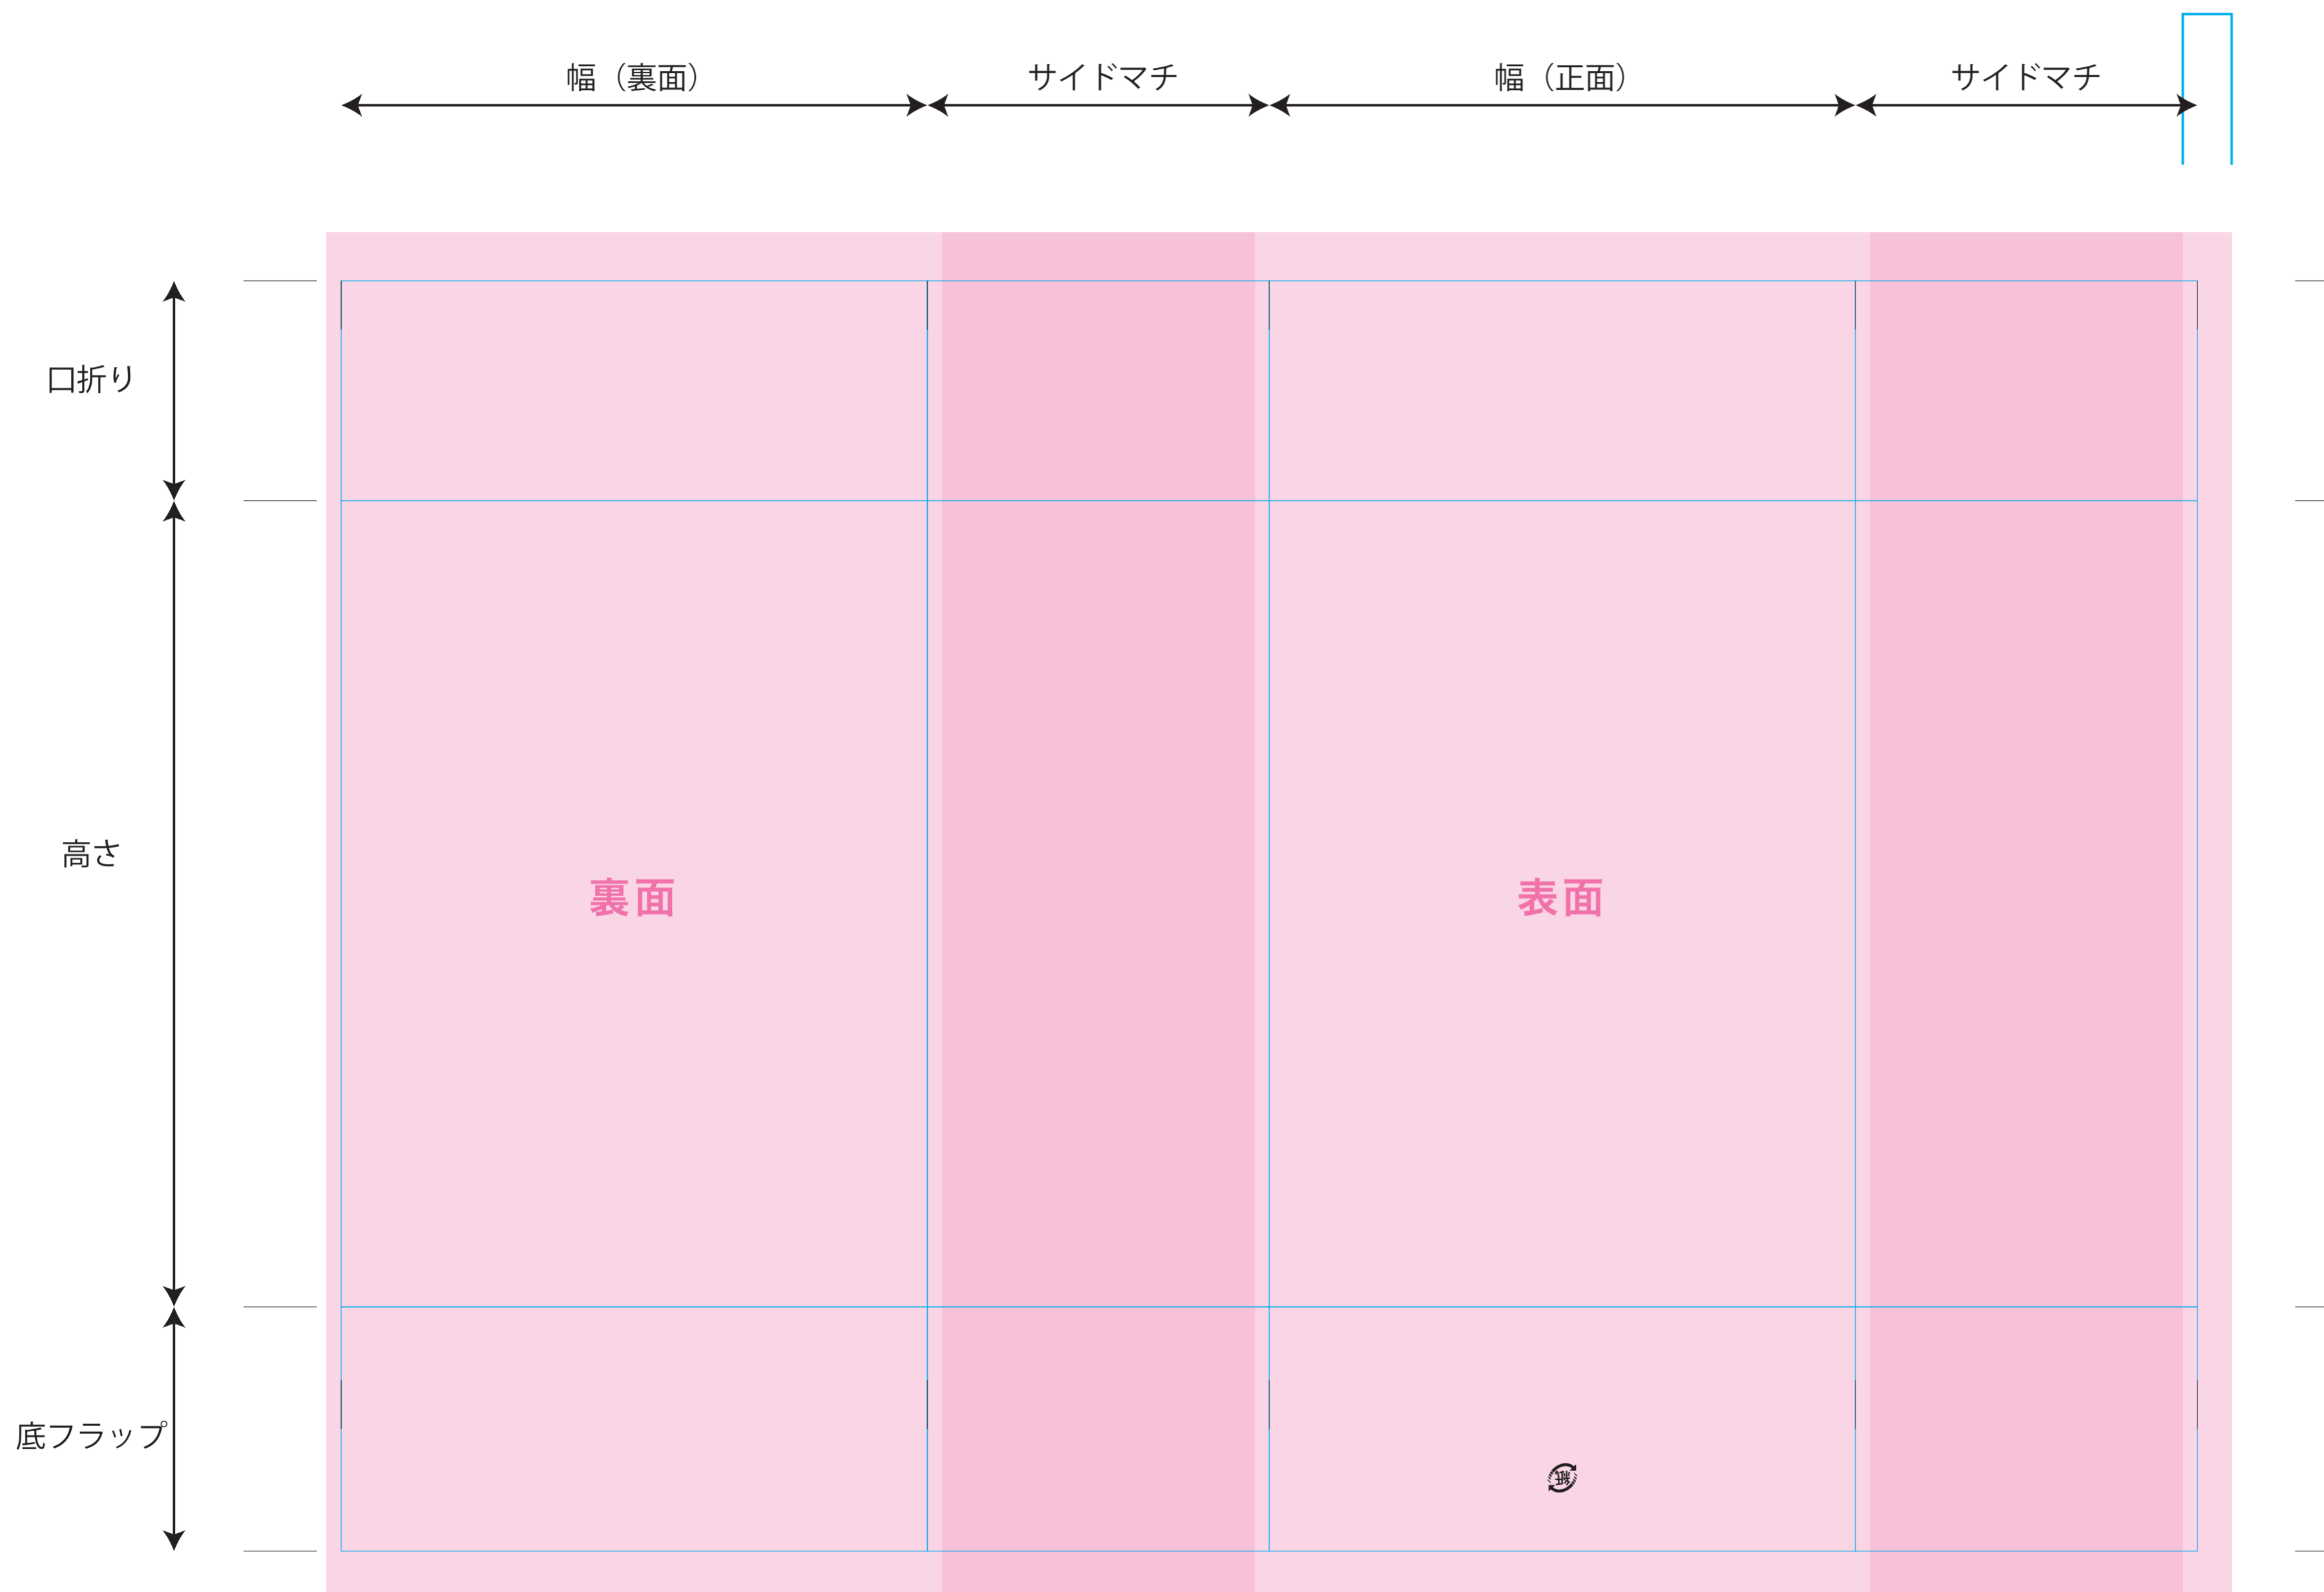 幅（裏面）
サイドマチ
幅（正面）
サイドマチ
口折り
高さ
裏面
表面
底フラップ
紙